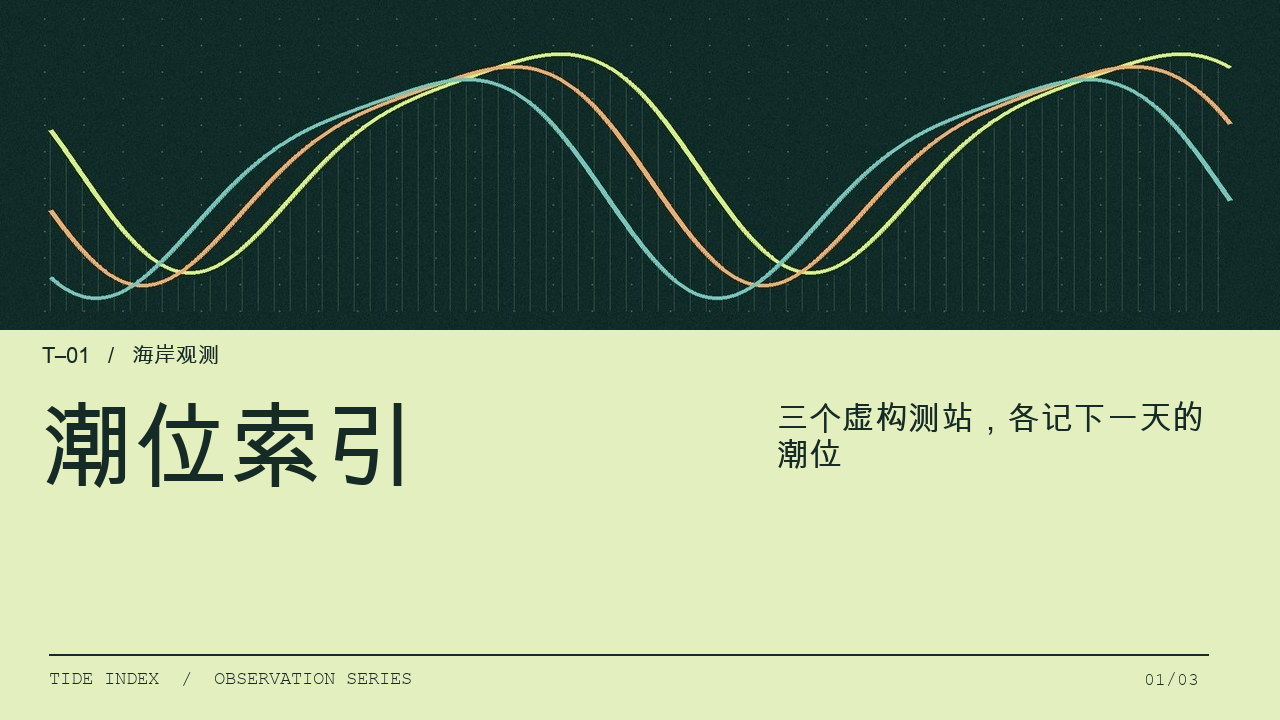 T–01 / 海岸观测
潮位索引
三个虚构测站，各记下一天的
潮位
TIDE INDEX / OBSERVATION SERIES
01/03